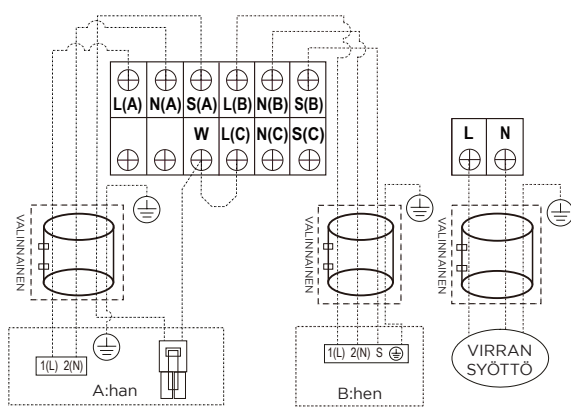 L(A) N(A) S(A) L(B) N(B) S(B)
W L(C) N(C) S(C)
L N
VALINNAINEN
VALINNAINEN
VALINNAINEN
1(L) 2(N)
A:han
1(L) 2(N) S
B:hen
VIRRAN
SYÖTTÖ